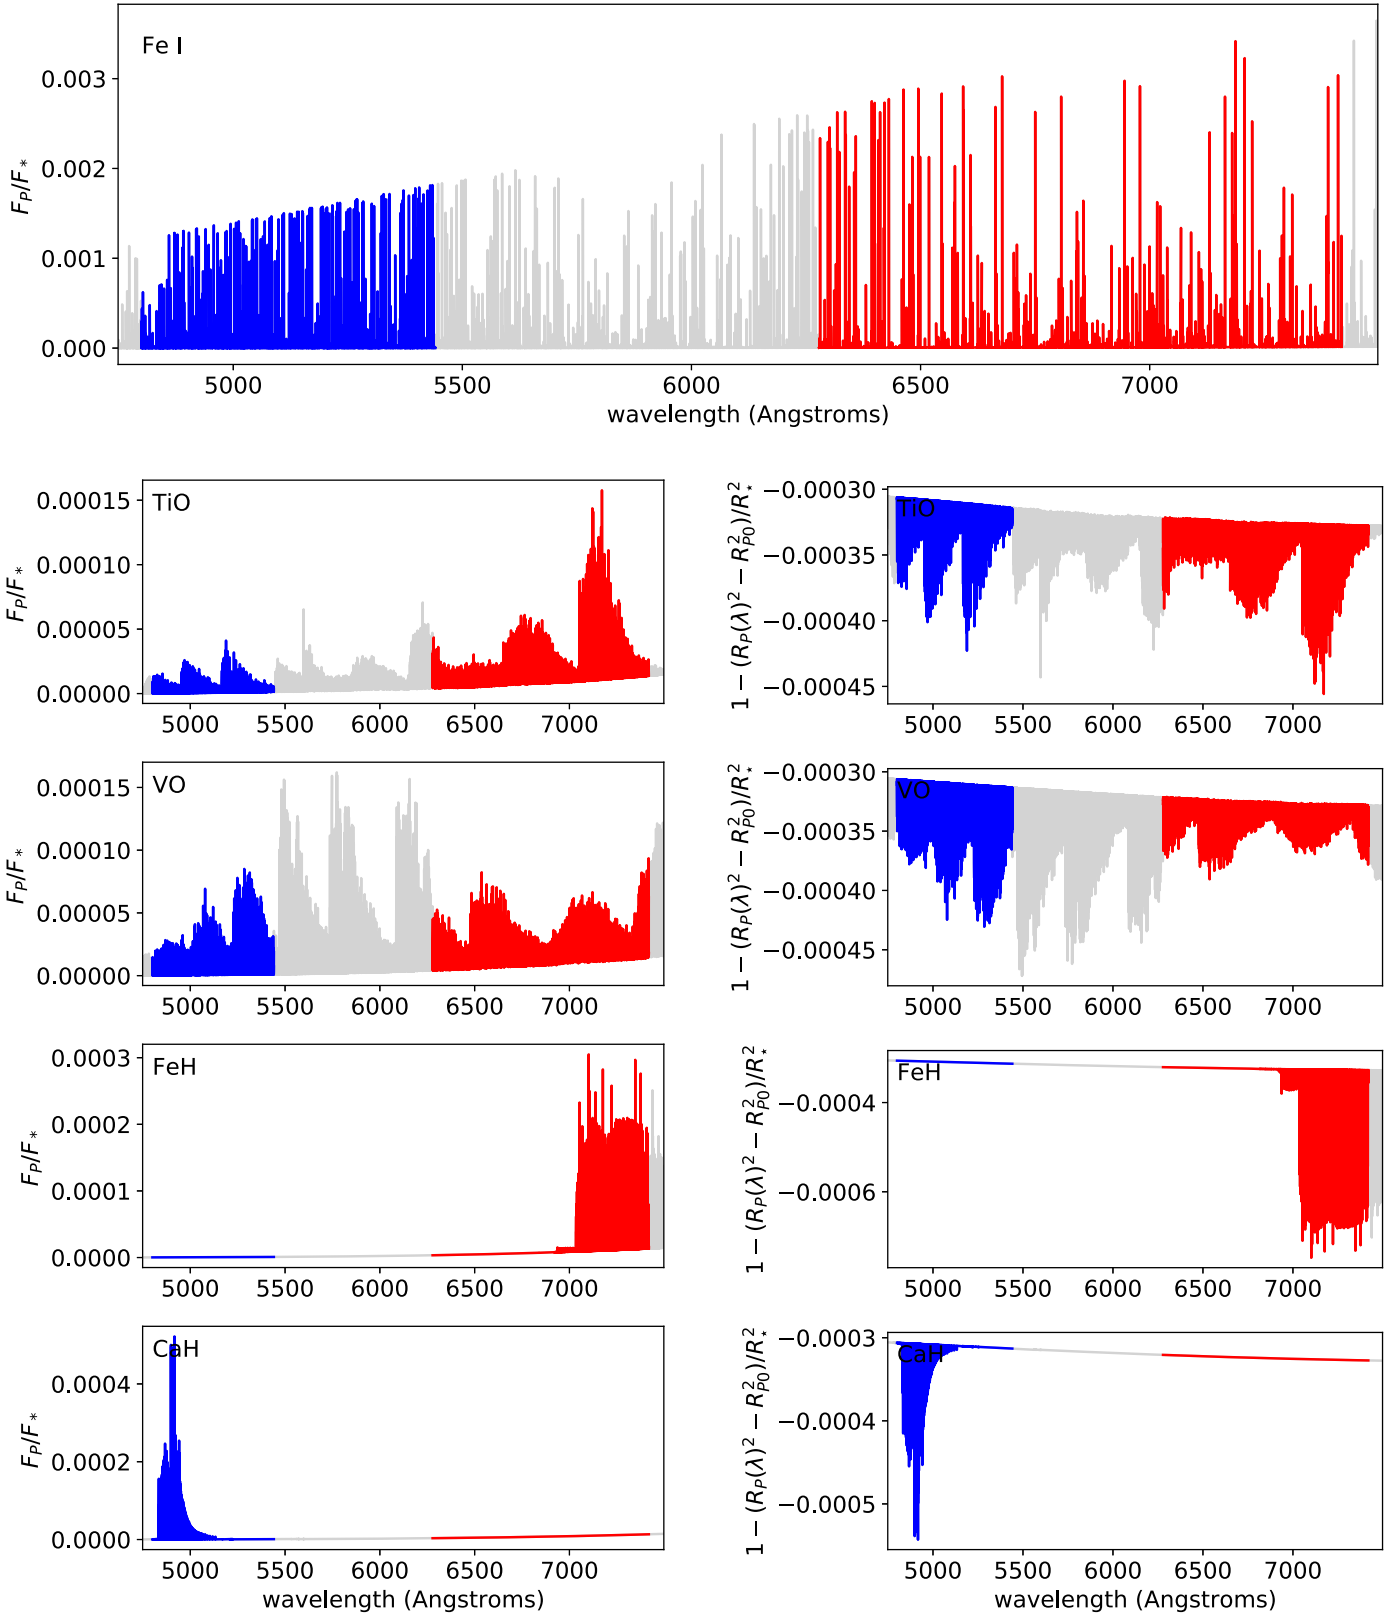 Fe I
0.003
0.002
0.001
0.000
F_P/F_*
5000 5500 6000 6500 7000
wavelength (Angstroms)
TiO
0.00015
0.00010
0.00005
0.00000
F_P/F_*
5000 5500 6000 6500 7000
TiO
−0.00030
−0.00035
−0.00040
−0.00045
1 − (R_P(λ)^2 − R_{P0}^2)/R_⋆^2
5000 5500 6000 6500 7000
VO
0.00015
0.00010
0.00005
0.00000
F_P/F_*
5000 5500 6000 6500 7000
VO
−0.00030
−0.00035
−0.00040
−0.00045
1 − (R_P(λ)^2 − R_{P0}^2)/R_⋆^2
5000 5500 6000 6500 7000
FeH
0.0003
0.0002
0.0001
0.0000
F_P/F_*
5000 5500 6000 6500 7000
FeH
−0.0004
−0.0006
1 − (R_P(λ)^2 − R_{P0}^2)/R_⋆^2
5000 5500 6000 6500 7000
CaH
0.0004
0.0002
0.0000
F_P/F_*
5000 5500 6000 6500 7000
wavelength (Angstroms)
CaH
−0.0003
−0.0004
−0.0005
1 − (R_P(λ)^2 − R_{P0}^2)/R_⋆^2
5000 5500 6000 6500 7000
wavelength (Angstroms)